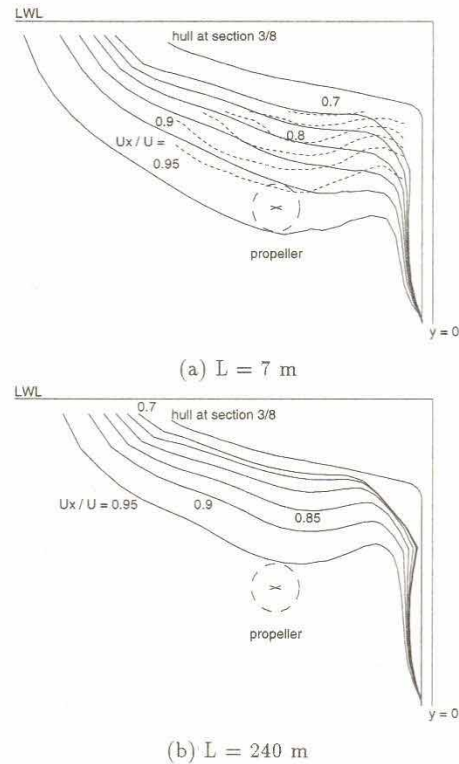 LWL
hull at section 3/8
0.7
0.9
0.8
Ux / U =
0.95
propeller
y = 0
(a) L = 7 m
LWL
0.7
hull at section 3/8
Ux / U = 0.95
0.9
0.85
propeller
y = 0
(b) L = 240 m